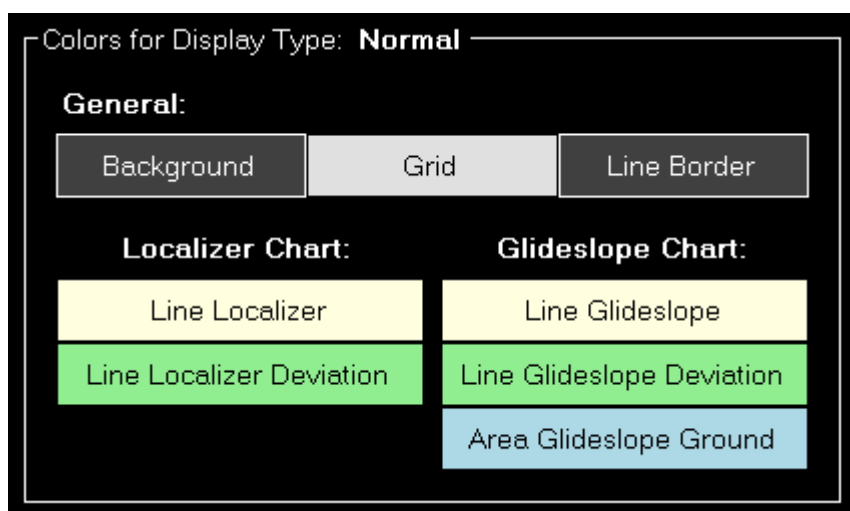 Colors for Display Type: Normal
General:
Background Grid Line Border
Localizer Chart: Glideslope Chart:
Line Localizer Line Glideslope
Line Localizer Deviation Line Glideslope Deviation
Area Glideslope Ground